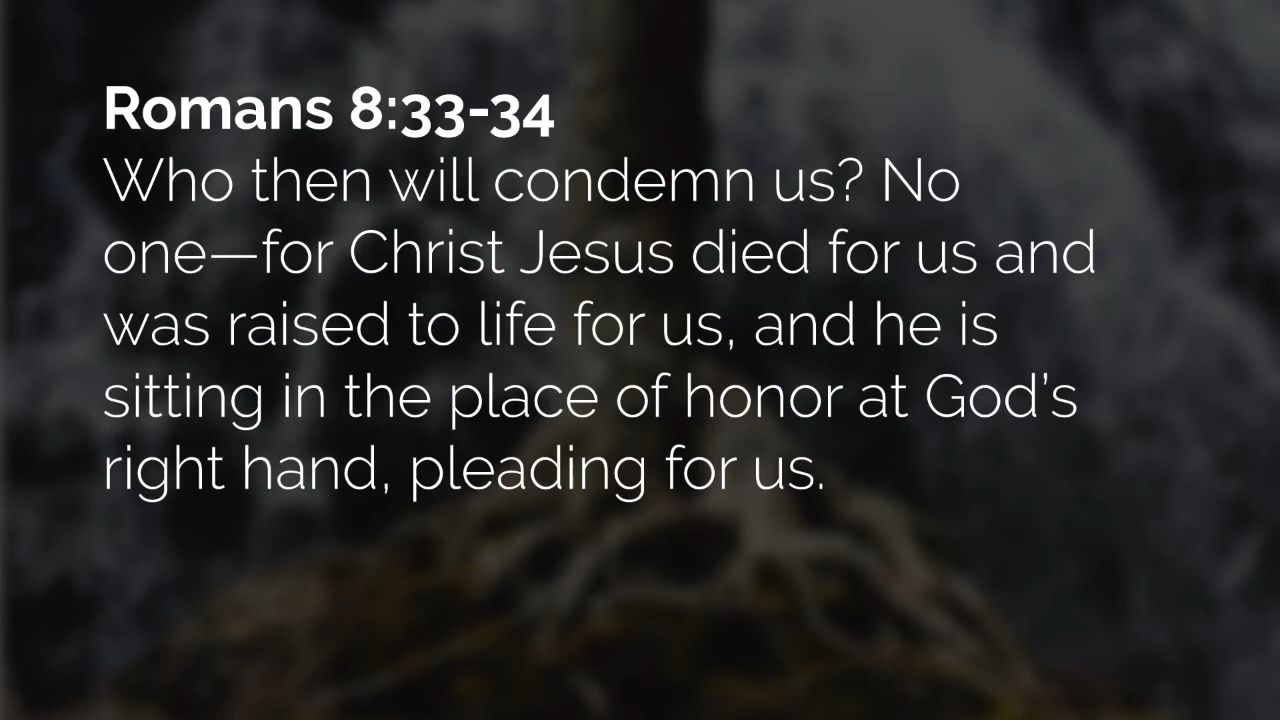 Romans 8:33-34
Who then will condemn us? No
one—for Christ Jesus died for us and
was raised to life for us, and he is
sitting in the place of honor at God’s
right hand, pleading for us.